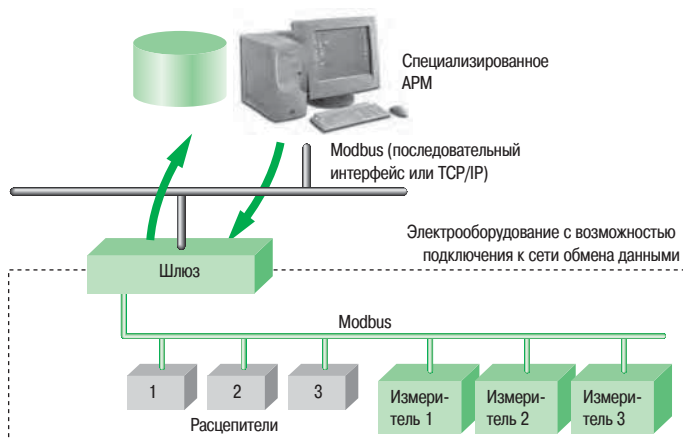 Специализированное
АРМ
Modbus (последовательный
интерфейс или TCP/IP)
Электрооборудование с возможностью
подключения к сети обмена данными
Шлюз
Modbus
1
2
3
Расцепители
Измери-
тель 1
Измери-
тель 2
Измери-
тель 3